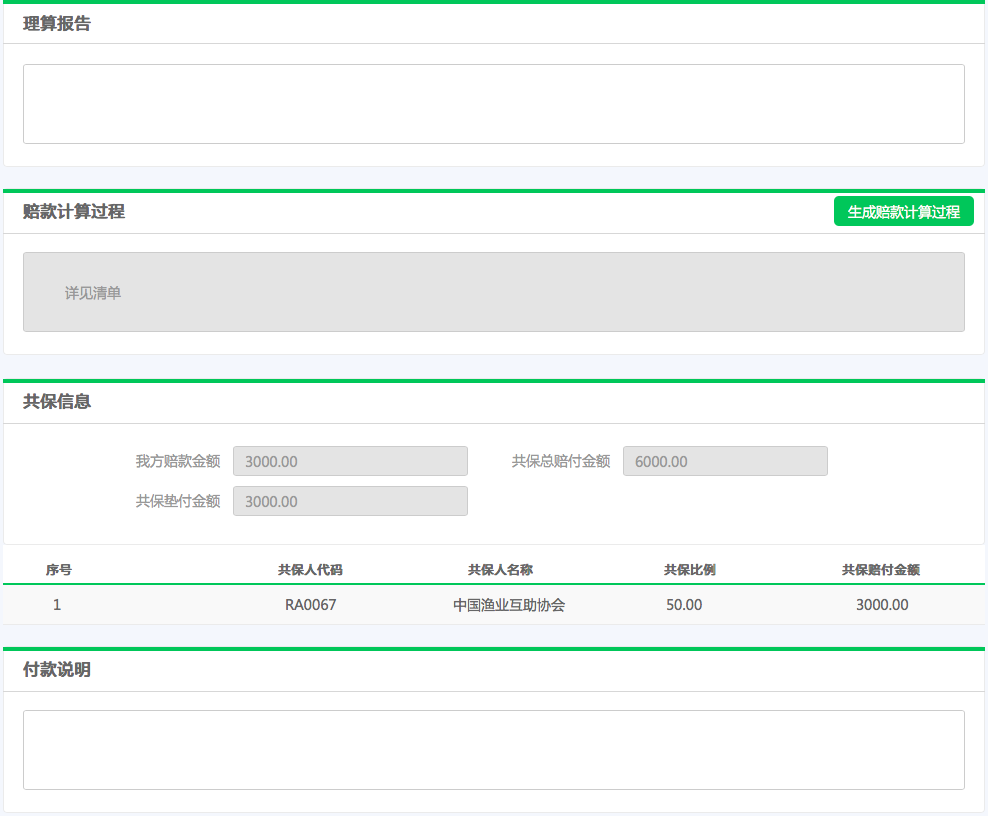 理算报告
赔款计算过程 生成赔款计算过程
详见清单
共保信息
我方赔款金额 3000.00 共保总赔付金额 6000.00
共保垫付金额 3000.00
序号 共保人代码 共保人名称 共保比例 共保赔付金额
1 RA0067 中国渔业互助协会 50.00 3000.00
付款说明